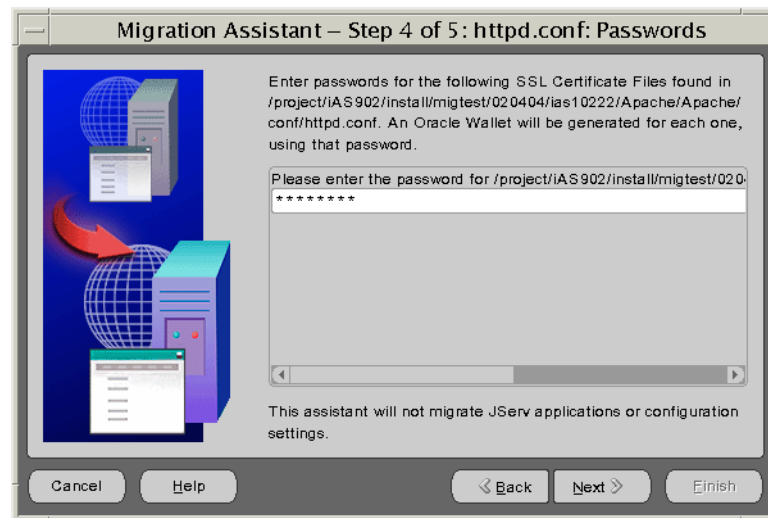 Migration Assistant – Step 4 of 5: httpd.conf: Passwords
Enter passwords for the following SSL Certificate Files found in
/project/iAS902/install/migtest/020404/ias10222/Apache/Apache/
conf/httpd.conf. An Oracle Wallet will be generated for each one,
using that password.
Please enter the password for /project/iAS902/install/migtest/020
********
This assistant will not migrate JServ applications or configuration
settings.
Cancel Help Back Next Finish